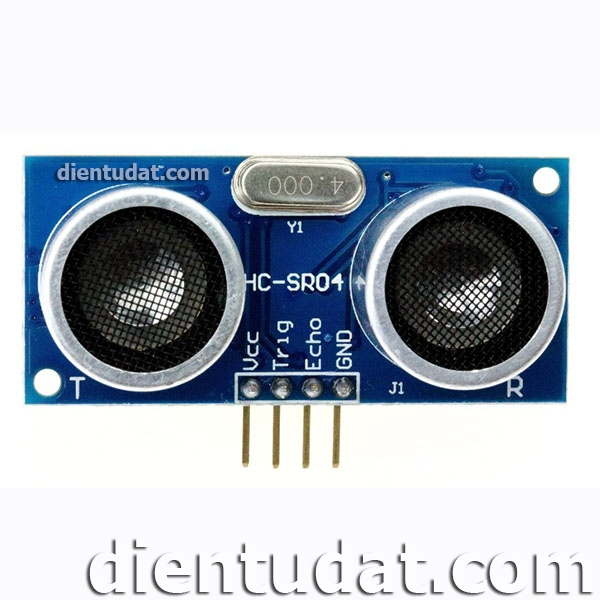 dientudat.com
4.000
Y1
HC-SR04
Vcc
Trig
Echo
GND
T
J1
R
dientudat.com